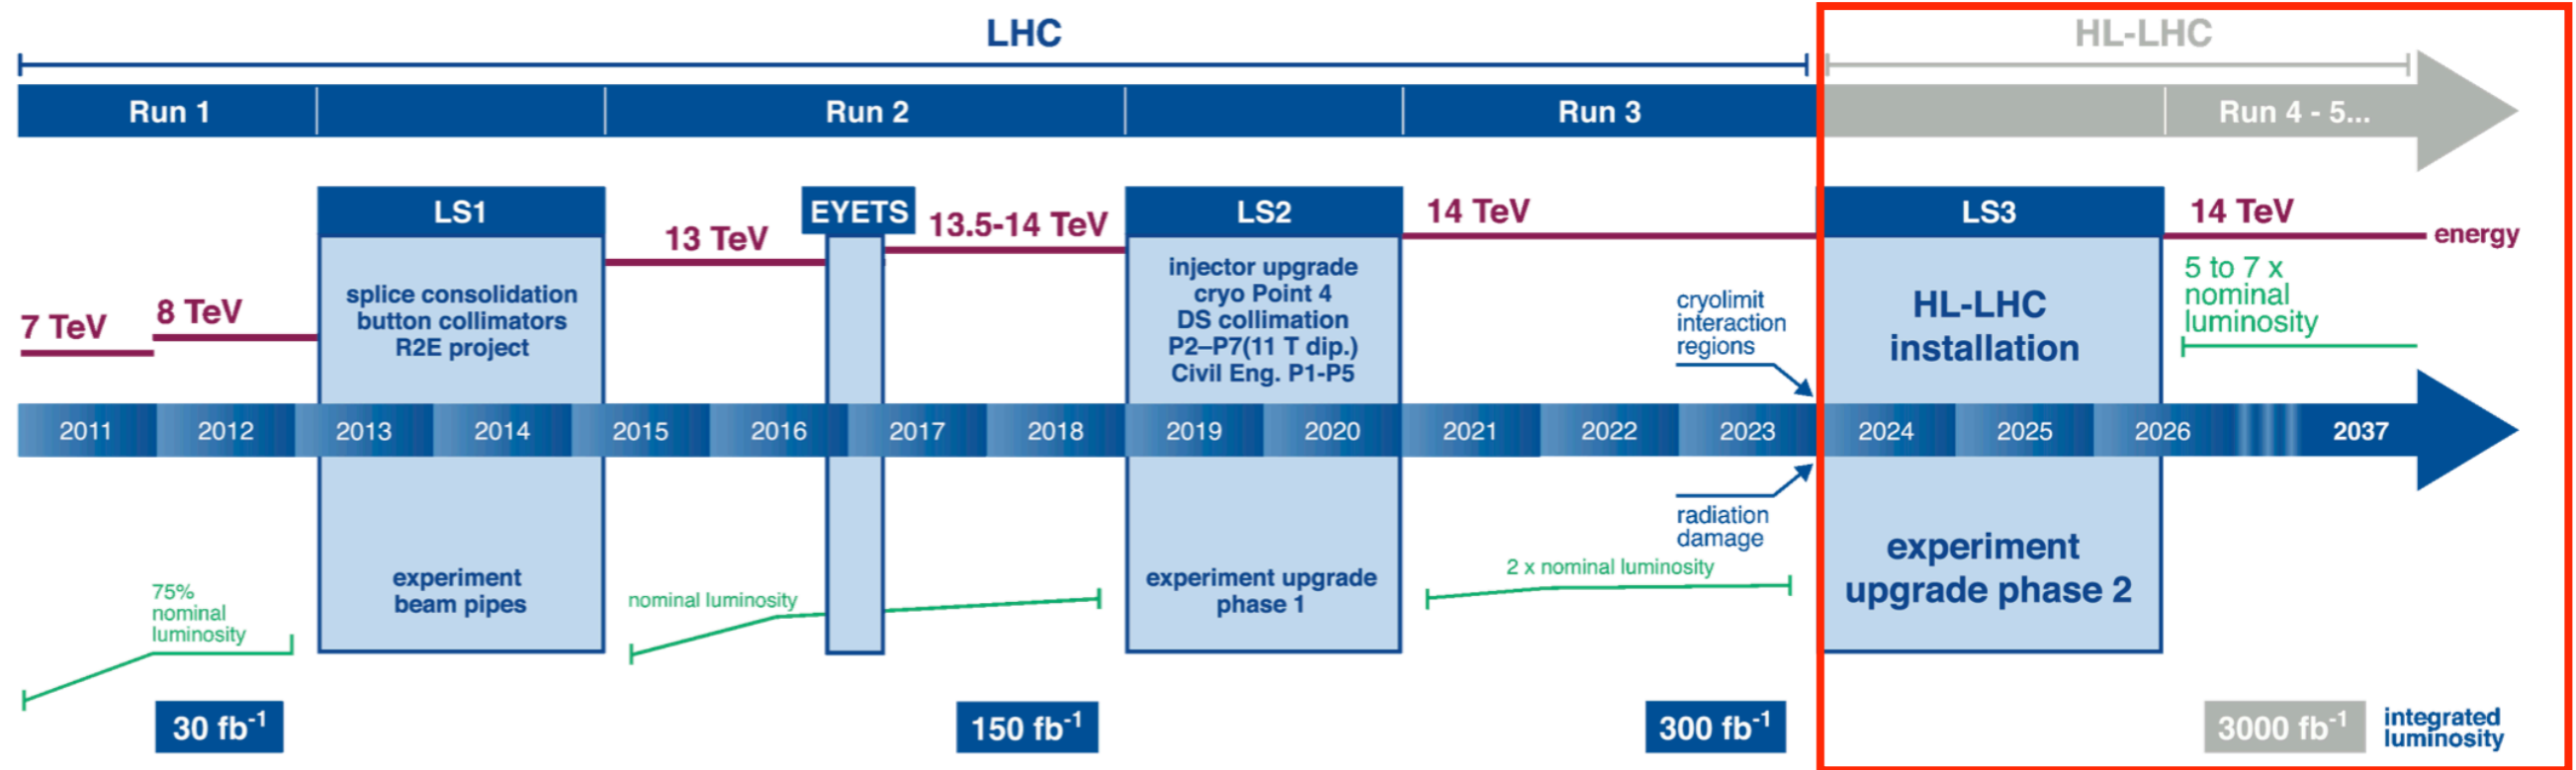 LHC
HL-LHC
Run 1
Run 2
Run 3
Run 4 - 5...
LS1
EYETS
LS2
LS3
7 TeV
8 TeV
13 TeV
13.5-14 TeV
14 TeV
14 TeV
energy
splice consolidation
button collimators
R2E project
injector upgrade
cryo Point 4
DS collimation
P2–P7(11 T dip.)
Civil Eng. P1-P5
cryolimit
interaction
regions
HL-LHC
installation
5 to 7 x
nominal
luminosity
2011
2012
2013
2014
2015
2016
2017
2018
2019
2020
2021
2022
2023
2024
2025
2026
2037
radiation
damage
75%
nominal
luminosity
experiment
beam pipes
nominal luminosity
experiment upgrade
phase 1
2 x nominal luminosity
experiment
upgrade phase 2
30 fb⁻¹
150 fb⁻¹
300 fb⁻¹
3000 fb⁻¹
integrated
luminosity